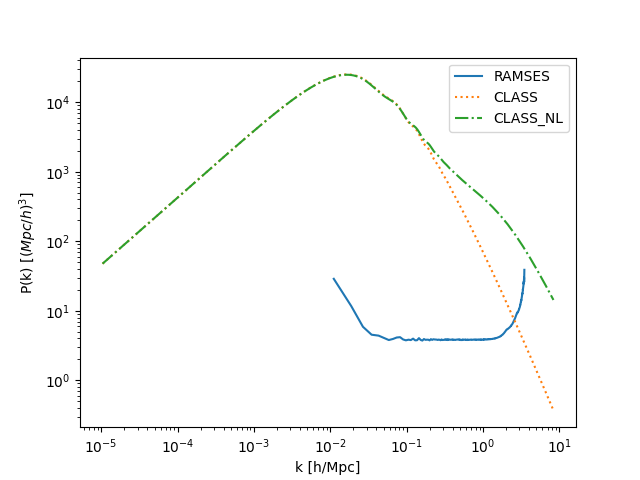 RAMSES
CLASS
CLASS_NL
P(k) [(Mpc/h)³]
10⁴
10³
10²
10¹
10⁰
10⁻⁵
10⁻⁴
10⁻³
10⁻²
10⁻¹
10⁰
10¹
k [h/Mpc]